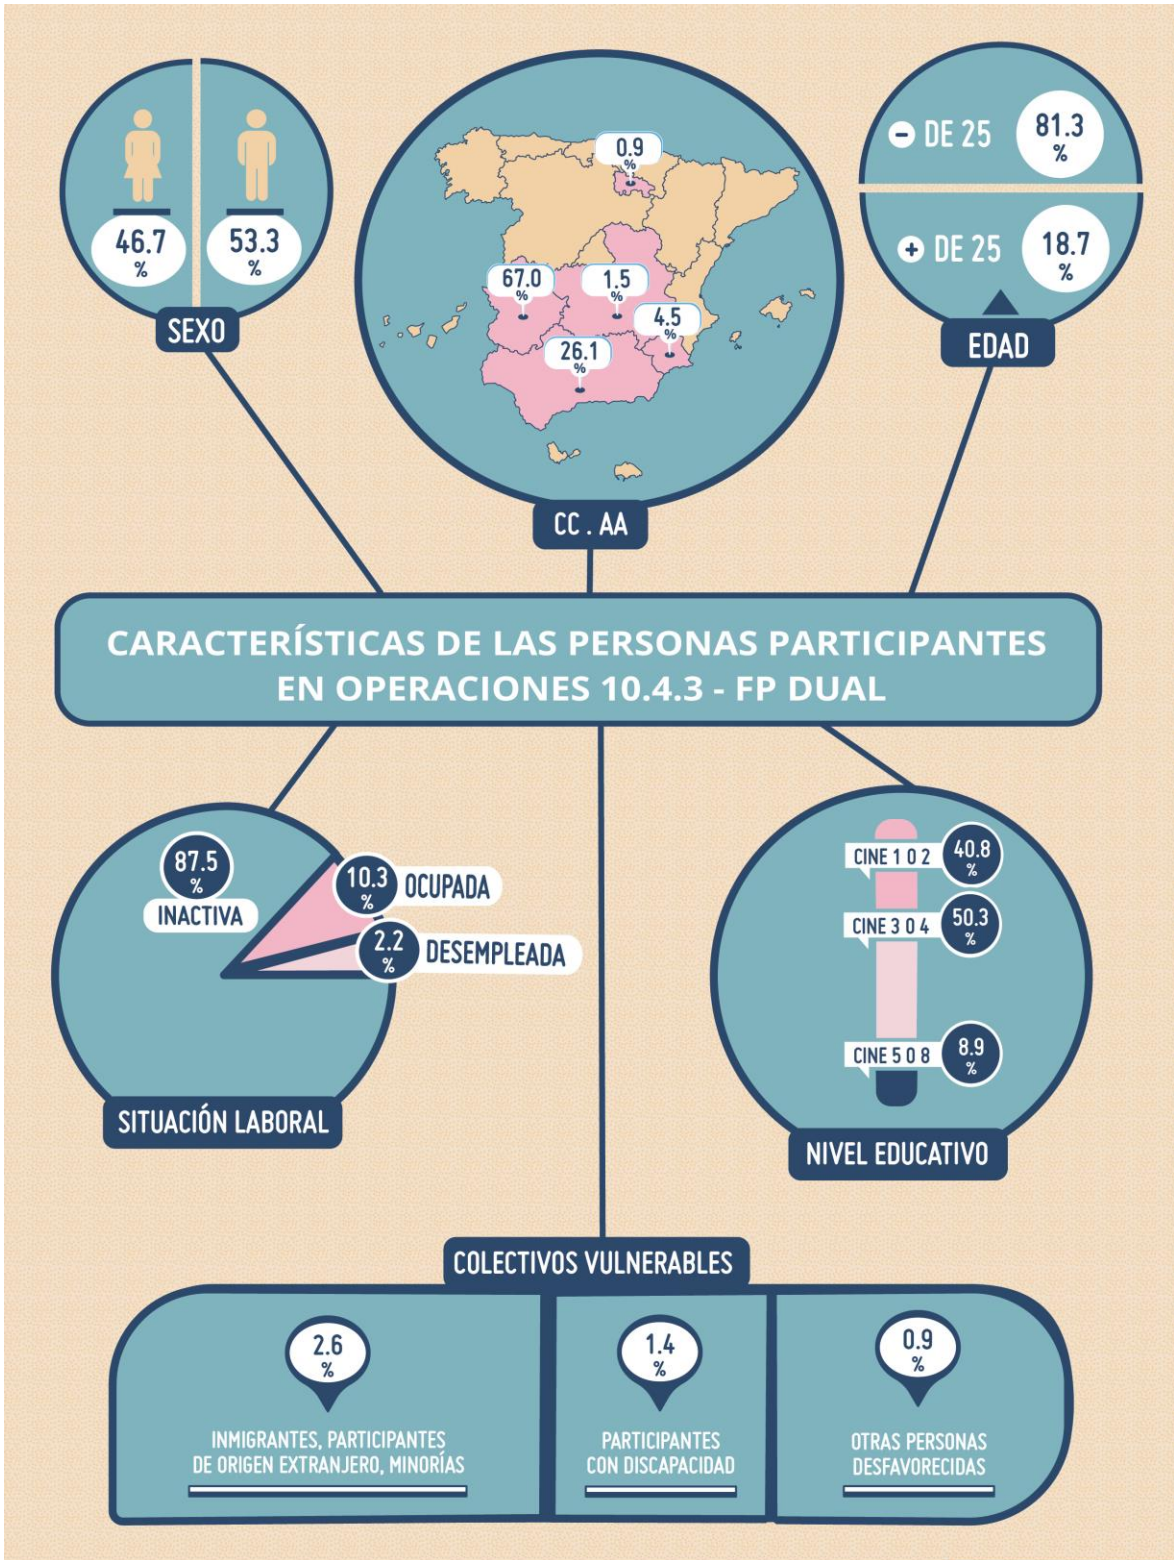 46.7
%
53.3
%
SEXO
0.9
%
67.0
%
1.5
%
4.5
%
26.1
%
CC . AA
- DE 25
81.3
%
+ DE 25
18.7
%
EDAD
CARACTERÍSTICAS DE LAS PERSONAS PARTICIPANTES
EN OPERACIONES 10.4.3 - FP DUAL
87.5
%
INACTIVA
10.3
%
OCUPADA
2.2
%
DESEMPLEADA
SITUACIÓN LABORAL
CINE 1 0 2
40.8
%
CINE 3 0 4
50.3
%
CINE 5 0 8
8.9
%
NIVEL EDUCATIVO
COLECTIVOS VULNERABLES
2.6
%
INMIGRANTES, PARTICIPANTES
DE ORIGEN EXTRANJERO, MINORÍAS
1.4
%
PARTICIPANTES
CON DISCAPACIDAD
0.9
%
OTRAS PERSONAS
DESFAVORECIDAS